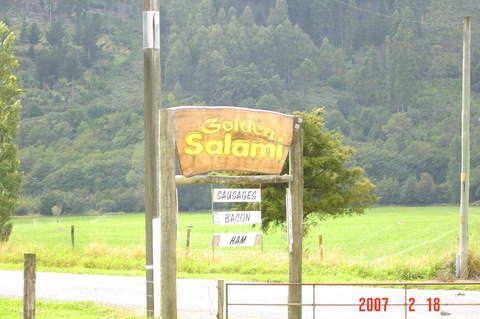 Golden
Salami
SAUSAGES
BACON
HAM
2007 2 18